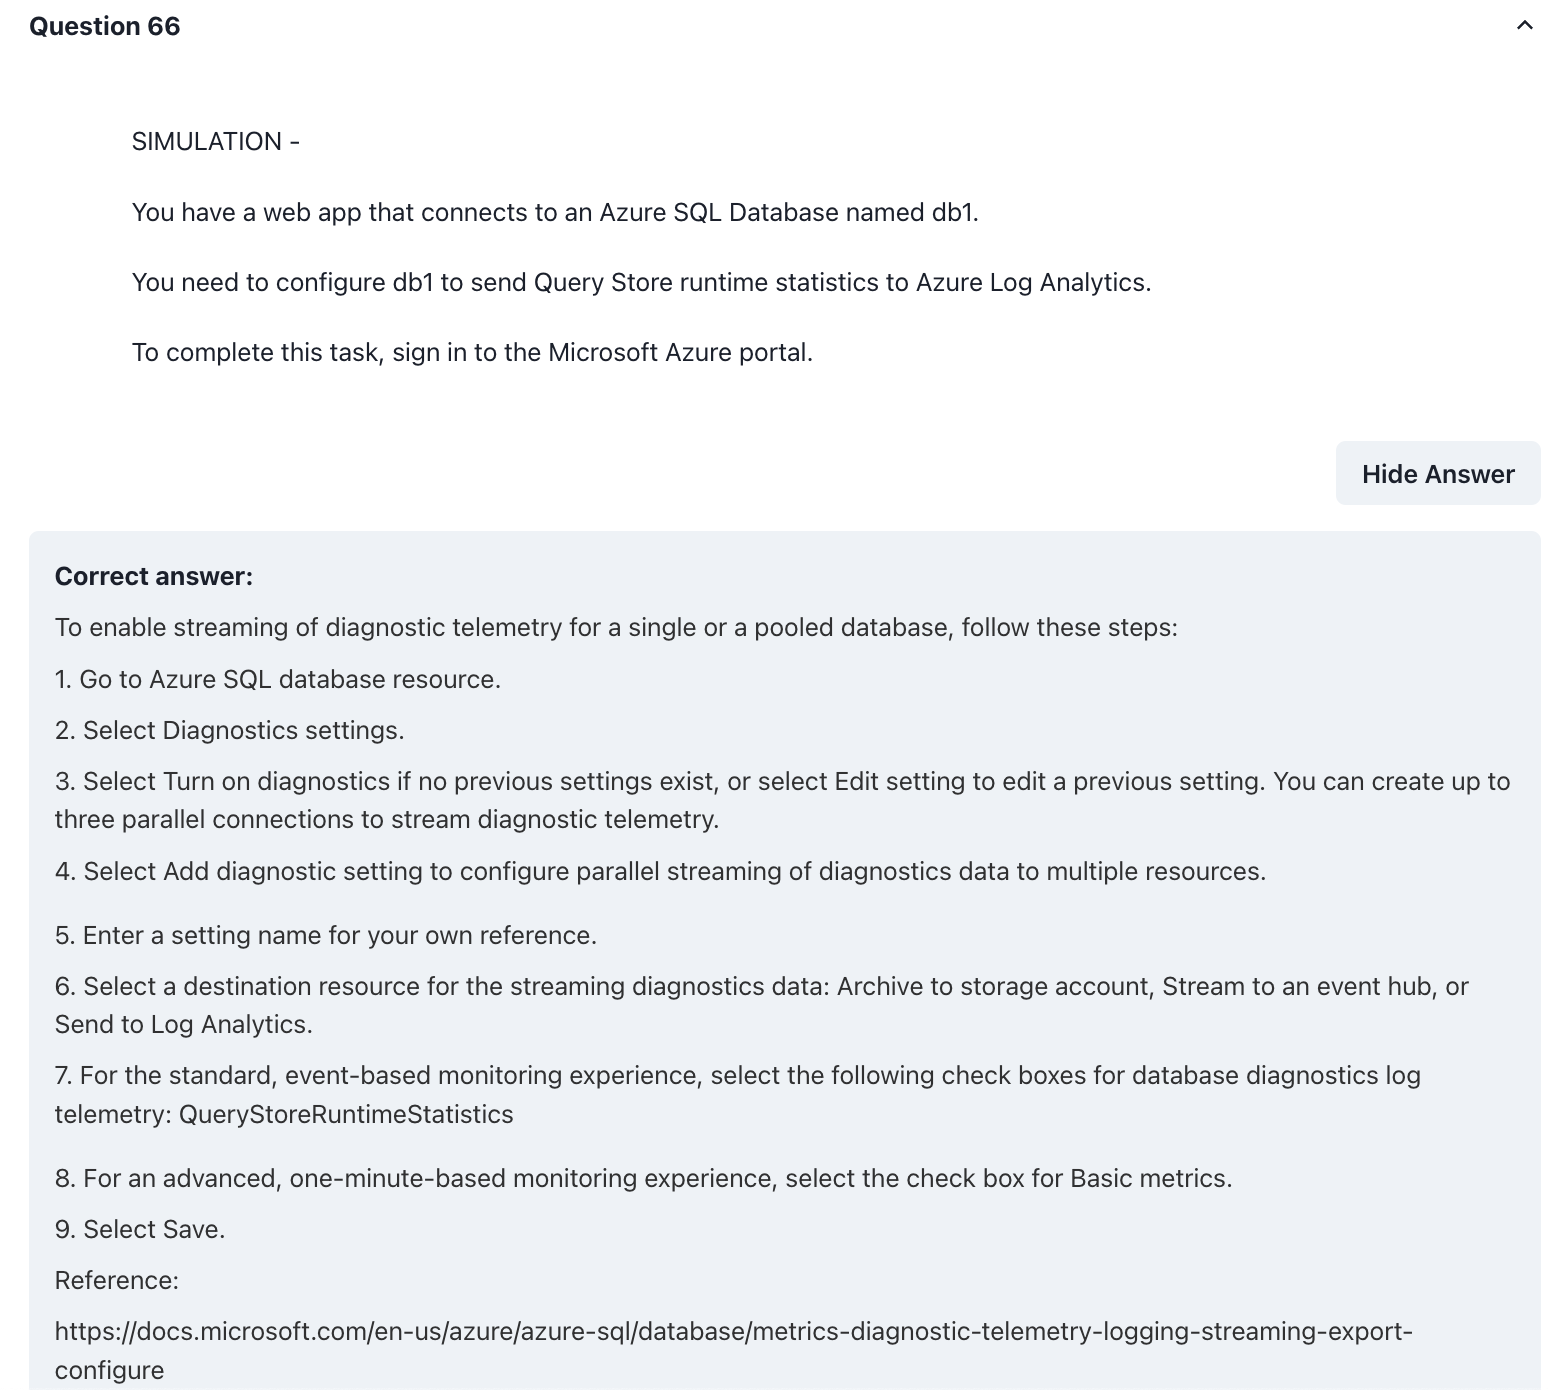 Question 66
SIMULATION -
You have a web app that connects to an Azure SQL Database named db1.
You need to configure db1 to send Query Store runtime statistics to Azure Log Analytics.
To complete this task, sign in to the Microsoft Azure portal.
Hide Answer
Correct answer:
To enable streaming of diagnostic telemetry for a single or a pooled database, follow these steps:
1. Go to Azure SQL database resource.
2. Select Diagnostics settings.
3. Select Turn on diagnostics if no previous settings exist, or select Edit setting to edit a previous setting. You can create up to
three parallel connections to stream diagnostic telemetry.
4. Select Add diagnostic setting to configure parallel streaming of diagnostics data to multiple resources.
5. Enter a setting name for your own reference.
6. Select a destination resource for the streaming diagnostics data: Archive to storage account, Stream to an event hub, or
Send to Log Analytics.
7. For the standard, event-based monitoring experience, select the following check boxes for database diagnostics log
telemetry: QueryStoreRuntimeStatistics
8. For an advanced, one-minute-based monitoring experience, select the check box for Basic metrics.
9. Select Save.
Reference:
https://docs.microsoft.com/en-us/azure/azure-sql/database/metrics-diagnostic-telemetry-logging-streaming-export-
configure